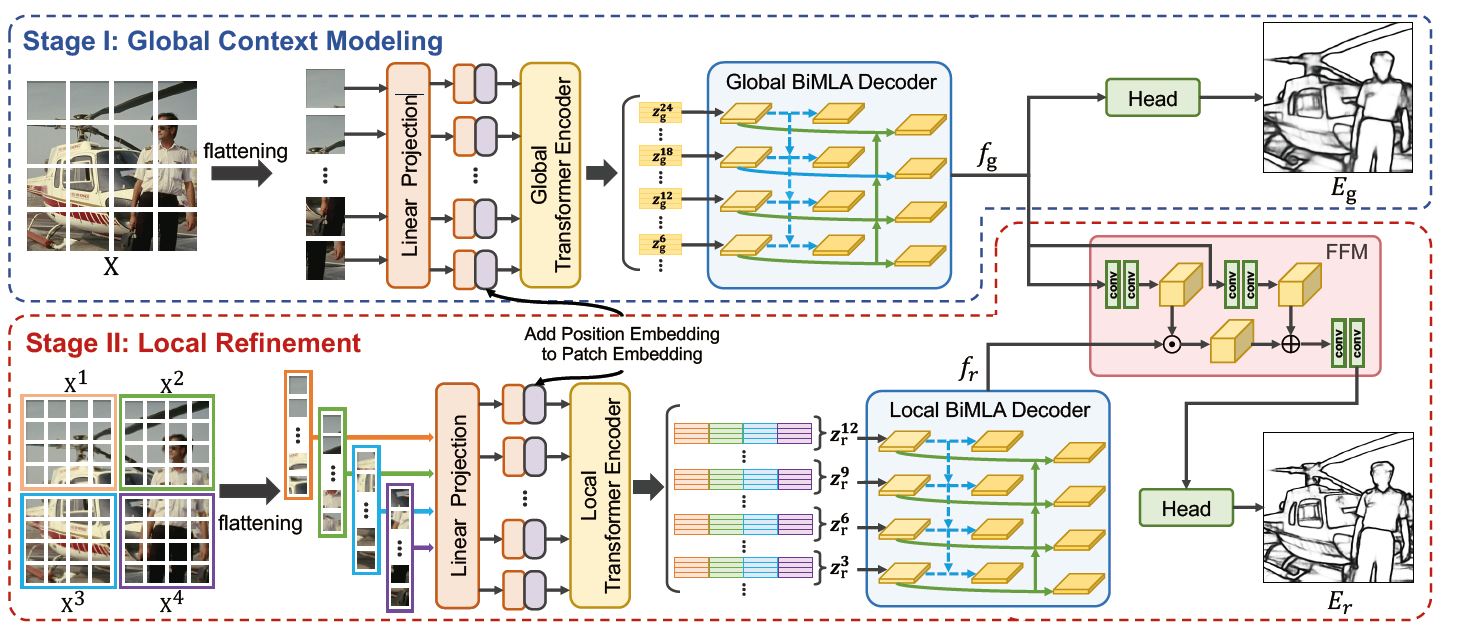 Stage I: Global Context Modeling
X
flattening
Linear Projection
Global
Transformer Encoder
z_g^24
z_g^18
z_g^12
z_g^6
Global BiMLA Decoder
f_g
Head
E_g
FFM
conv
conv
conv
conv
conv
conv
Add Position Embedding
to Patch Embedding
Stage II: Local Refinement
X^1
X^2
X^3
X^4
flattening
Linear Projection
Local
Transformer Encoder
z_r^12
z_r^9
z_r^6
z_r^3
Local BiMLA Decoder
f_r
Head
E_r